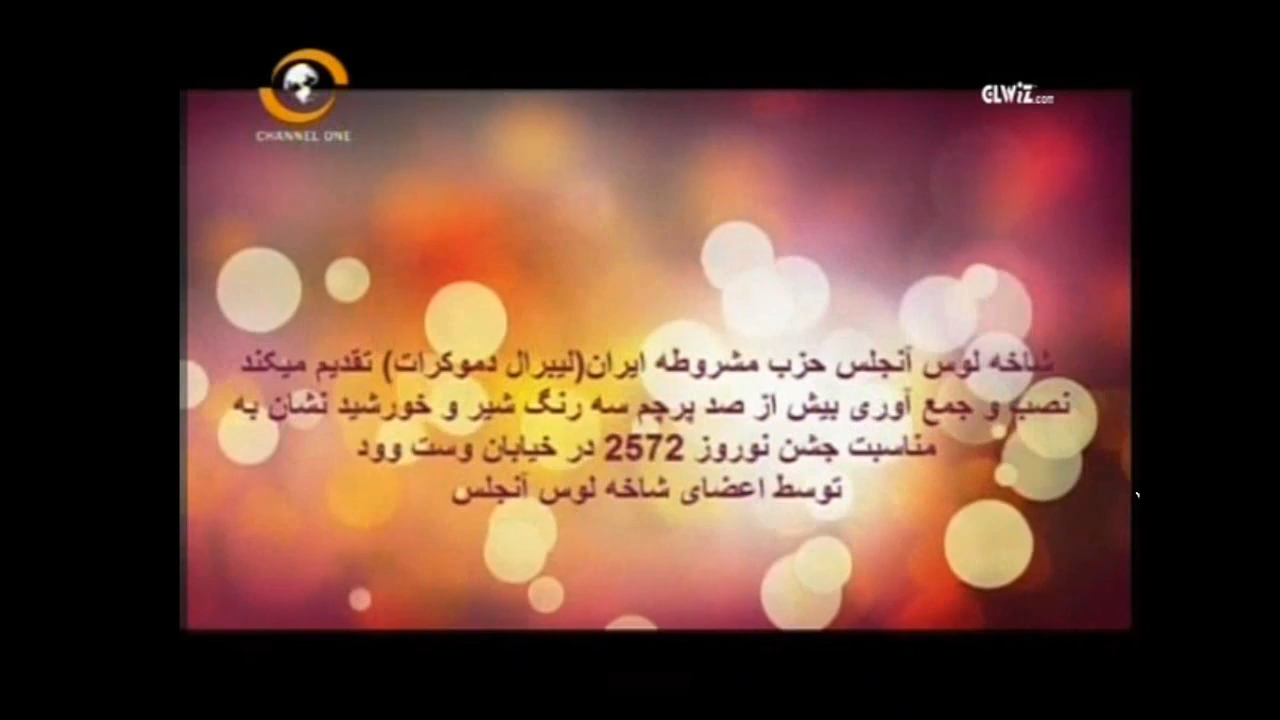 CHANNEL ONE
GLWiZ.com
شاخه لوس آنجلس حزب مشروطه ایران(لیبرال دموکرات) تقدیم میکند
نصب و جمع آوری بیش از صد پرچم سه رنگ شیر و خورشید نشان به
مناسبت جشن نوروز 2572 در خیابان وست وود
توسط اعضای شاخه لوس آنجلس